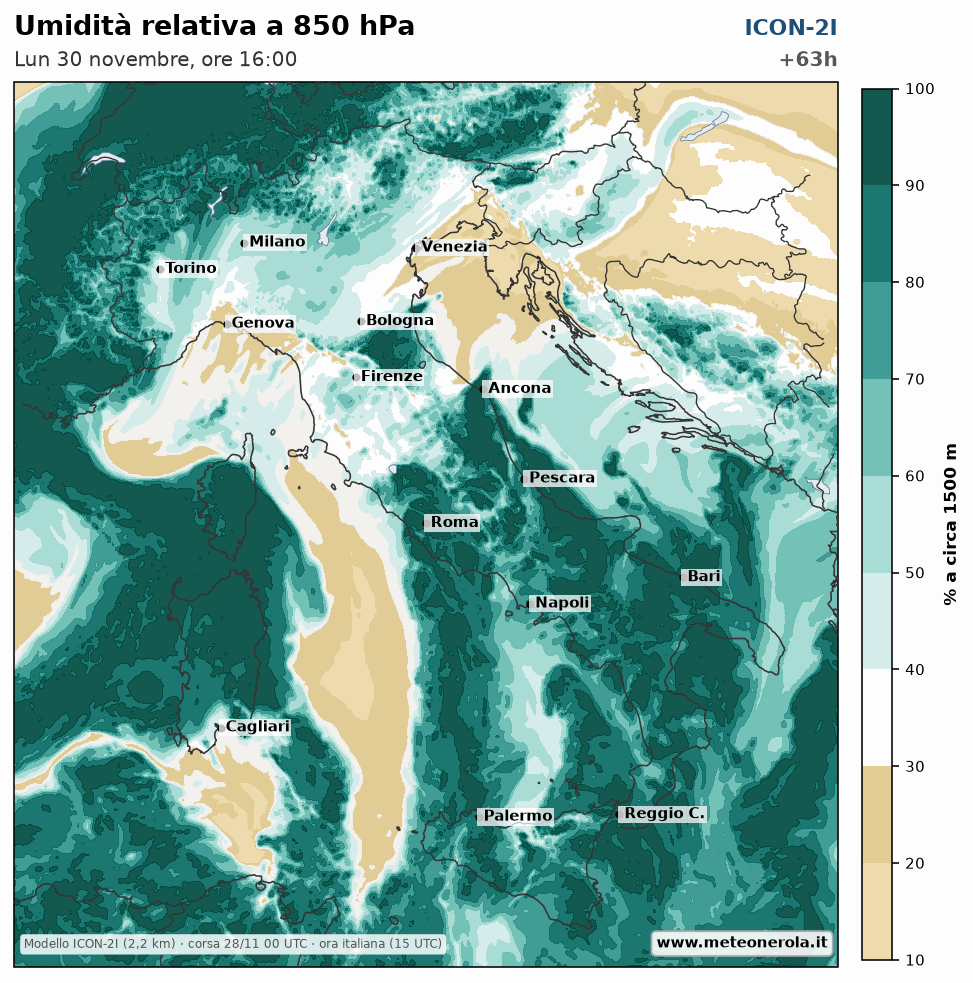 Umidità relativa a 850 hPa
ICON-2I
Lun 30 novembre, ore 16:00
+63h
100
90
80
70
60
50
40
30
20
10
% a circa 1500 m
Milano
Venezia
Torino
Genova
Bologna
Firenze
Ancona
Pescara
Roma
Bari
Napoli
Cagliari
Palermo
Reggio C.
Modello ICON-2I (2,2 km) · corsa 28/11 00 UTC · ora italiana (15 UTC)
www.meteonerola.it